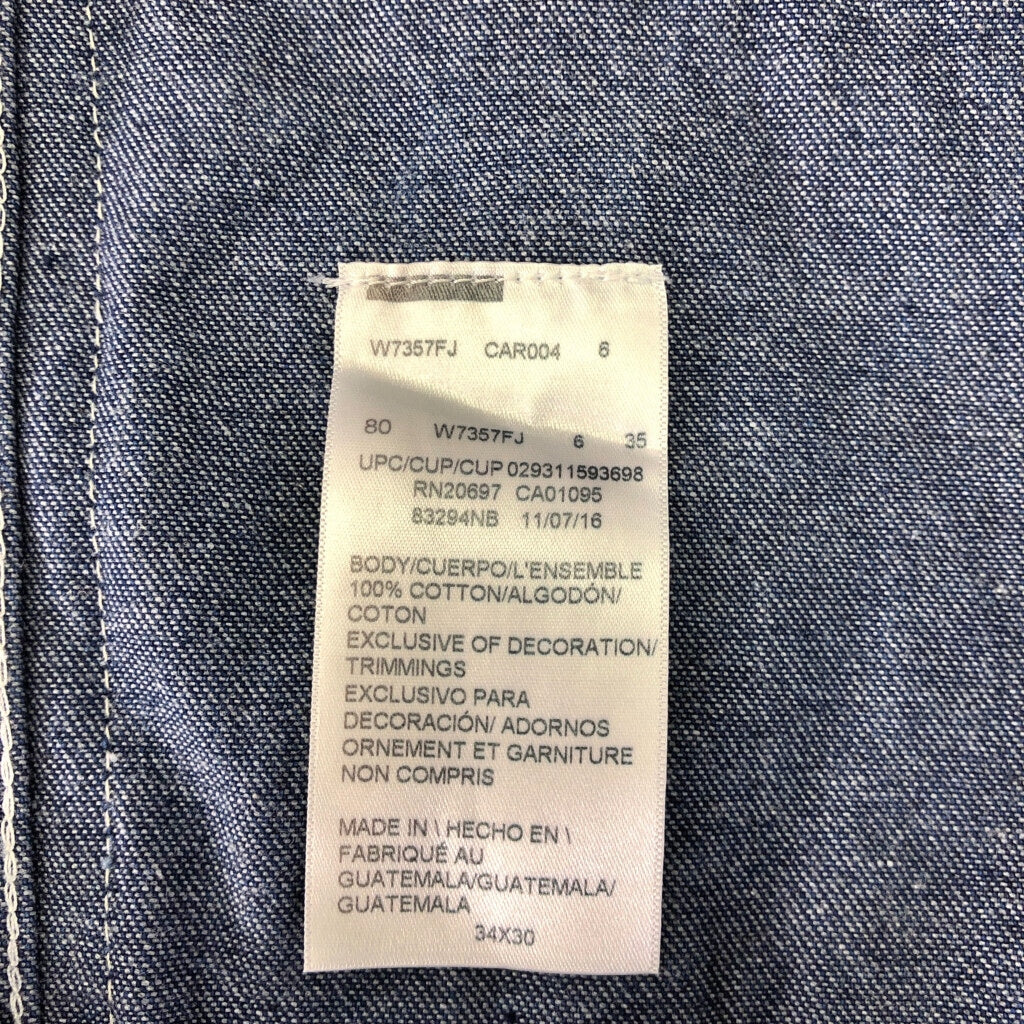 W7357FJ CAR004 6
80 W7357FJ 6 35
UPC/CUP/CUP 029311593698
RN20697 CA01095
83294NB 11/07/16
BODY/CUERPO/L'ENSEMBLE
100% COTTON/ALGODÓN/
COTON
EXCLUSIVE OF DECORATION/
TRIMMINGS
EXCLUSIVO PARA
DECORACIÓN/ ADORNOS
ORNEMENT ET GARNITURE
NON COMPRIS
MADE IN \ HECHO EN \
FABRIQUÉ AU
GUATEMALA/GUATEMALA/
GUATEMALA
34X30